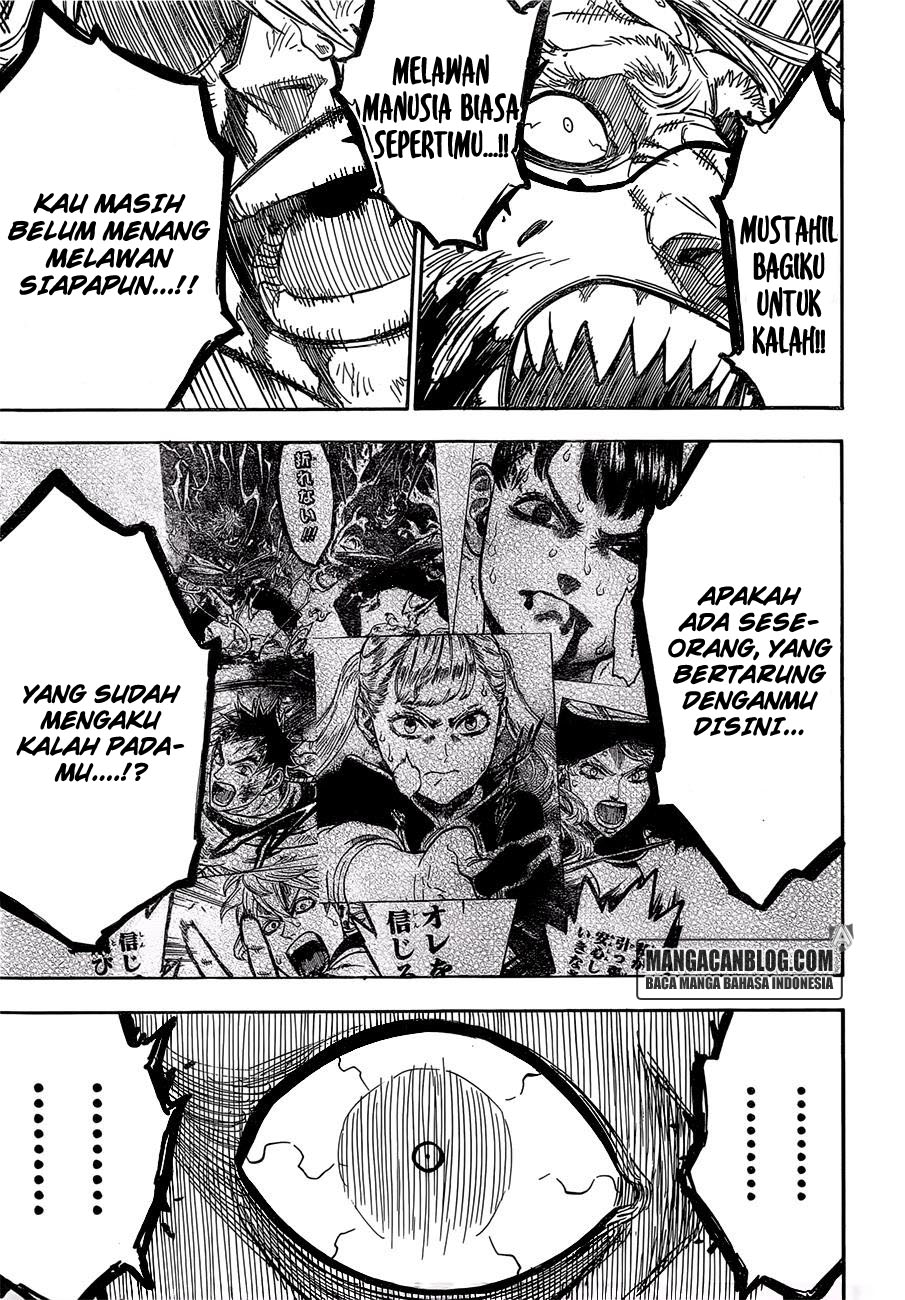 MUSTAHIL
BAGIKU
UNTUK
KALAH!!
MELAWAN
MANUSIA BIASA
SEPERTIMU...!!
KAU MASIH
BELUM MENANG
MELAWAN
SIAPAPUN...!!
折れない!!!
APAKAH
ADA SESE-
ORANG, YANG
BERTARUNG
DENGANMU
DISINI...
YANG SUDAH
MENGAKU
KALAH PADA-
MU....!?
オレを
信じろ
MANGACANBLOG.COM
BACA MANGA BAHASA INDONESIA